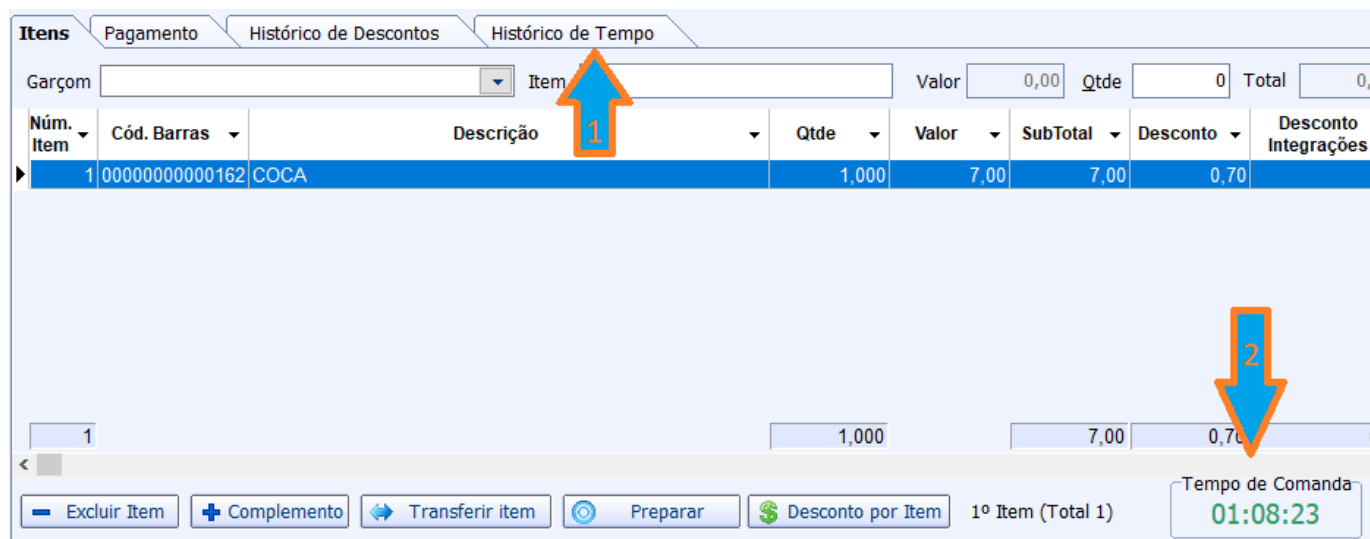 Itens Pagamento Histórico de Descontos Histórico de Tempo
Garçom Item Valor 0,00 Qtde 0 Total 0,
1
Núm. Item Cód. Barras Descrição Qtde Valor SubTotal Desconto Desconto Integrações
1 00000000000162 COCA 1,000 7,00 7,00 0,70
2
1 1,000 7,00 0,70
Tempo de Comanda
Excluir Item Complemento Transferir item Preparar Desconto por Item 1º Item (Total 1) 01:08:23